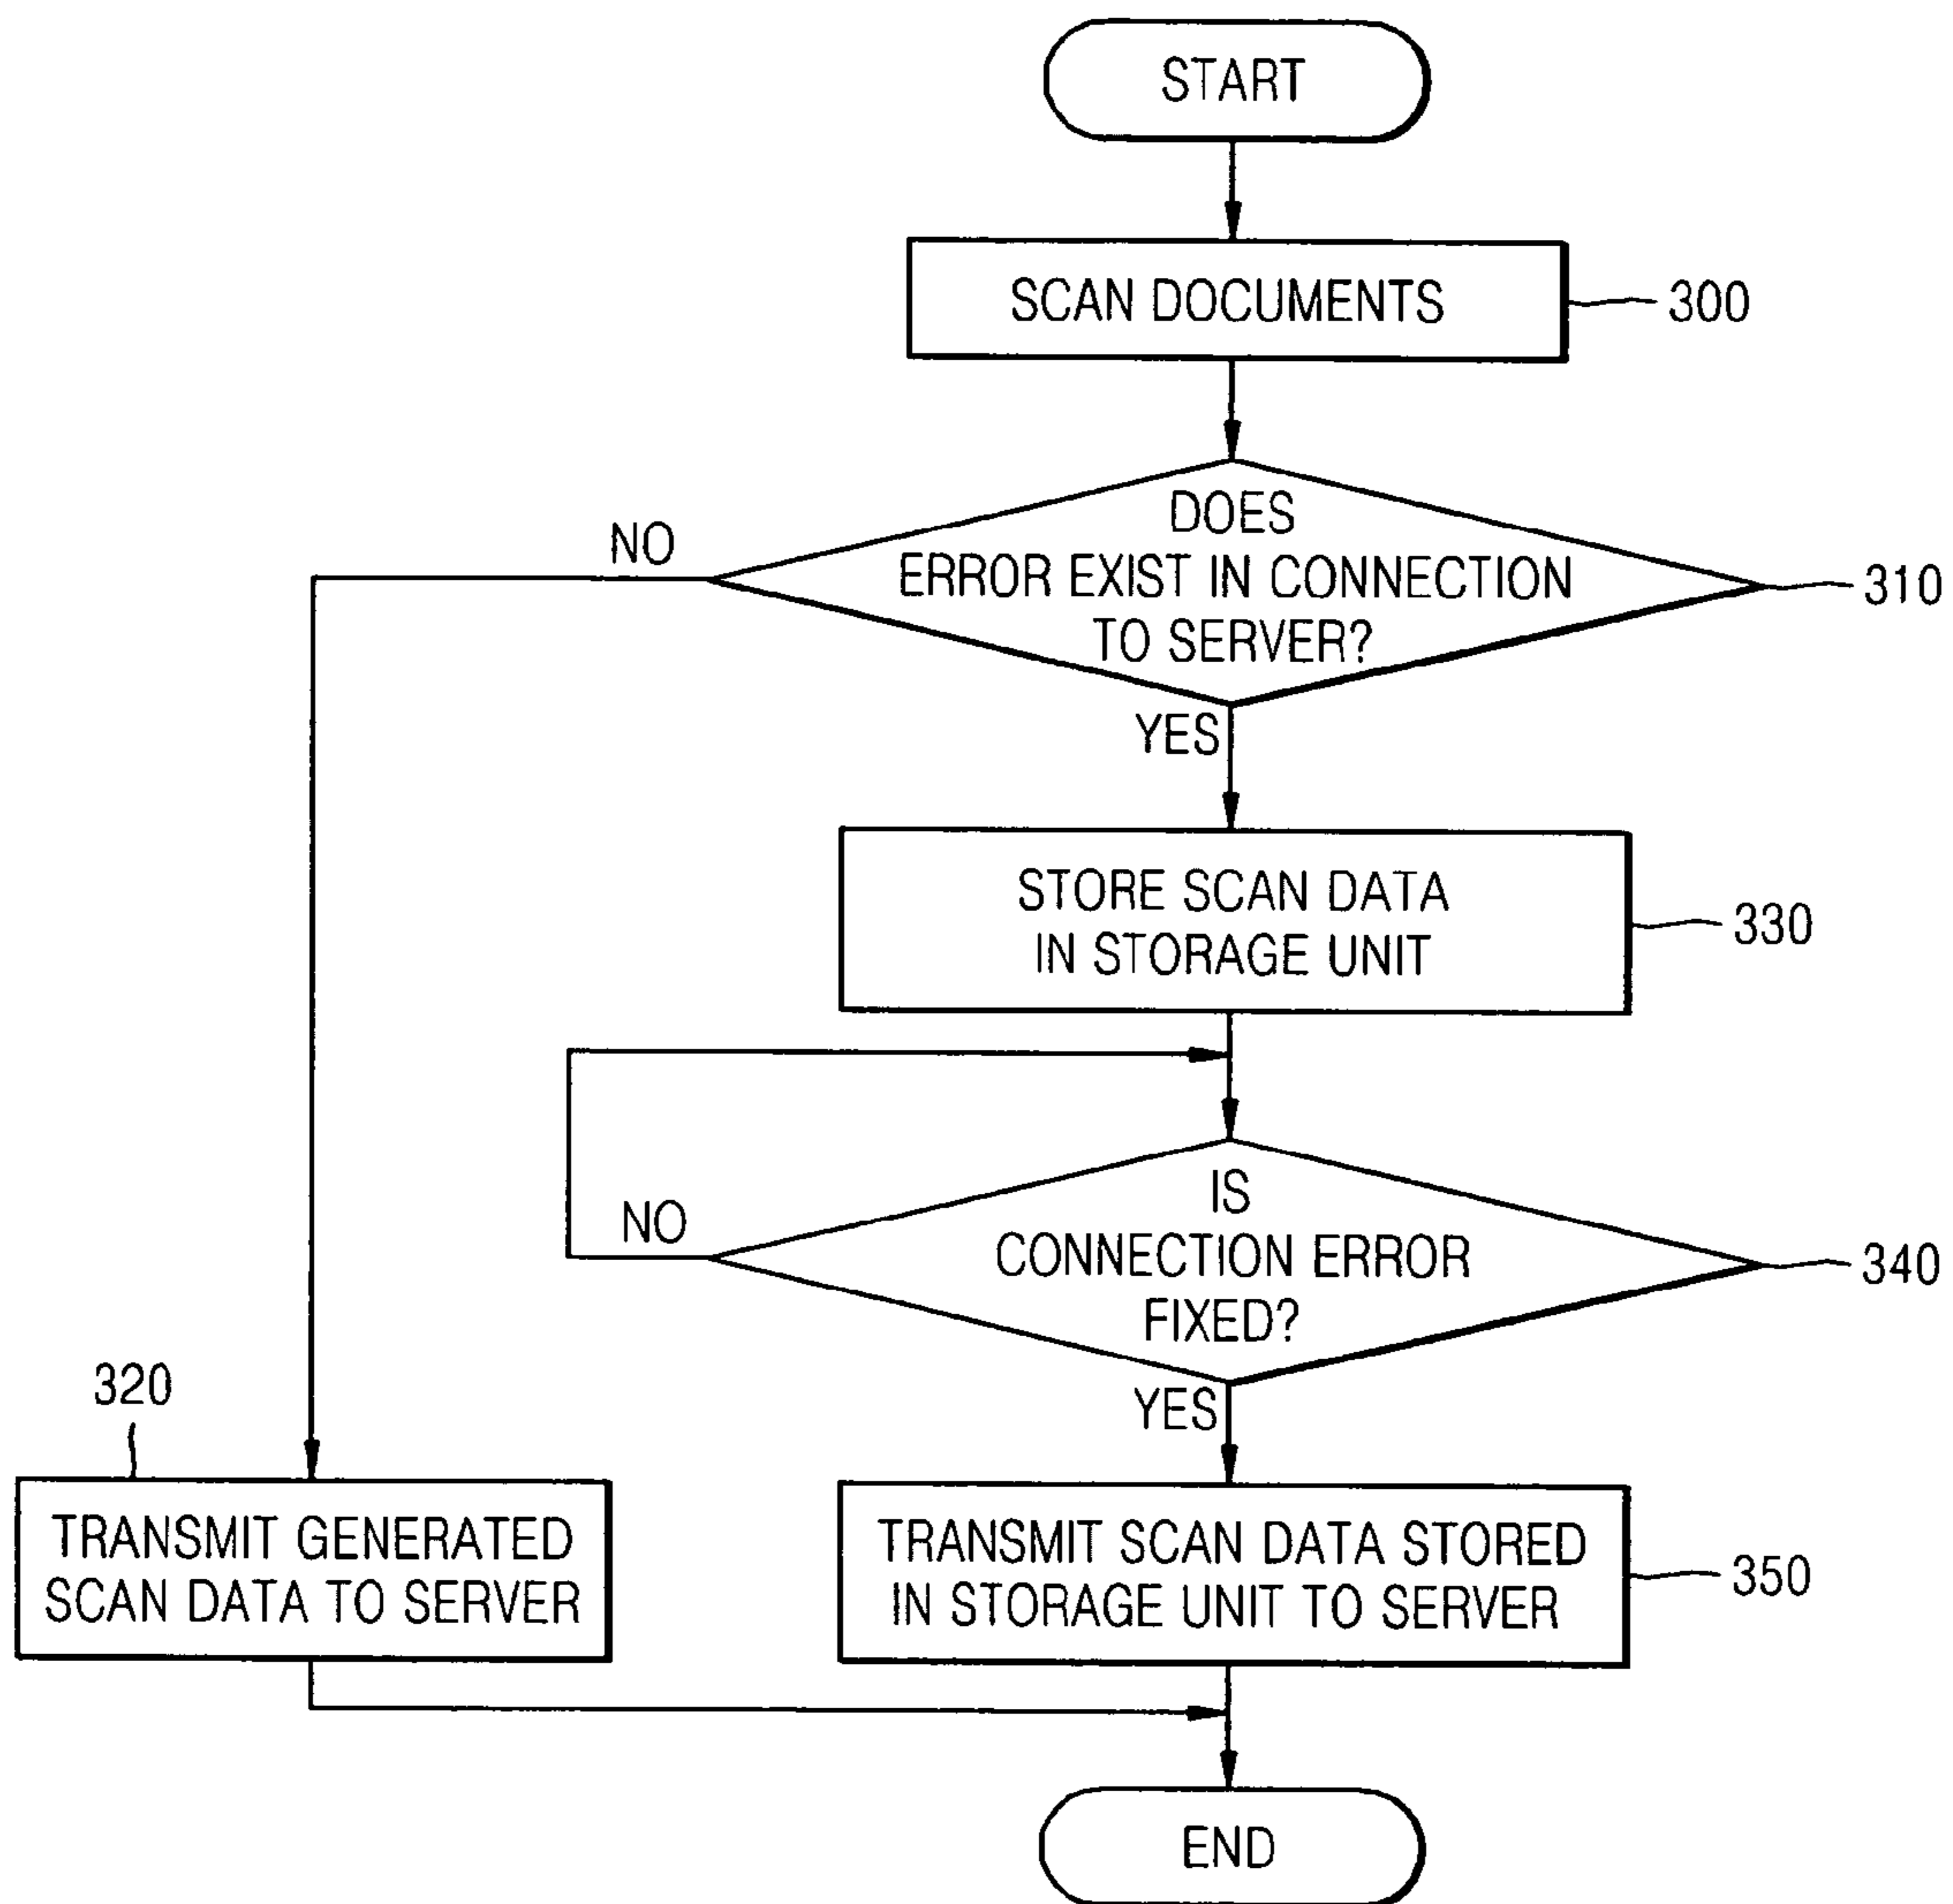 START
SCAN DOCUMENTS
300
DOES
ERROR EXIST IN CONNECTION
TO SERVER?
310
NO
YES
STORE SCAN DATA
IN STORAGE UNIT
330
IS
CONNECTION ERROR
FIXED?
340
NO
YES
320
TRANSMIT GENERATED
SCAN DATA TO SERVER
TRANSMIT SCAN DATA STORED
IN STORAGE UNIT TO SERVER
350
END